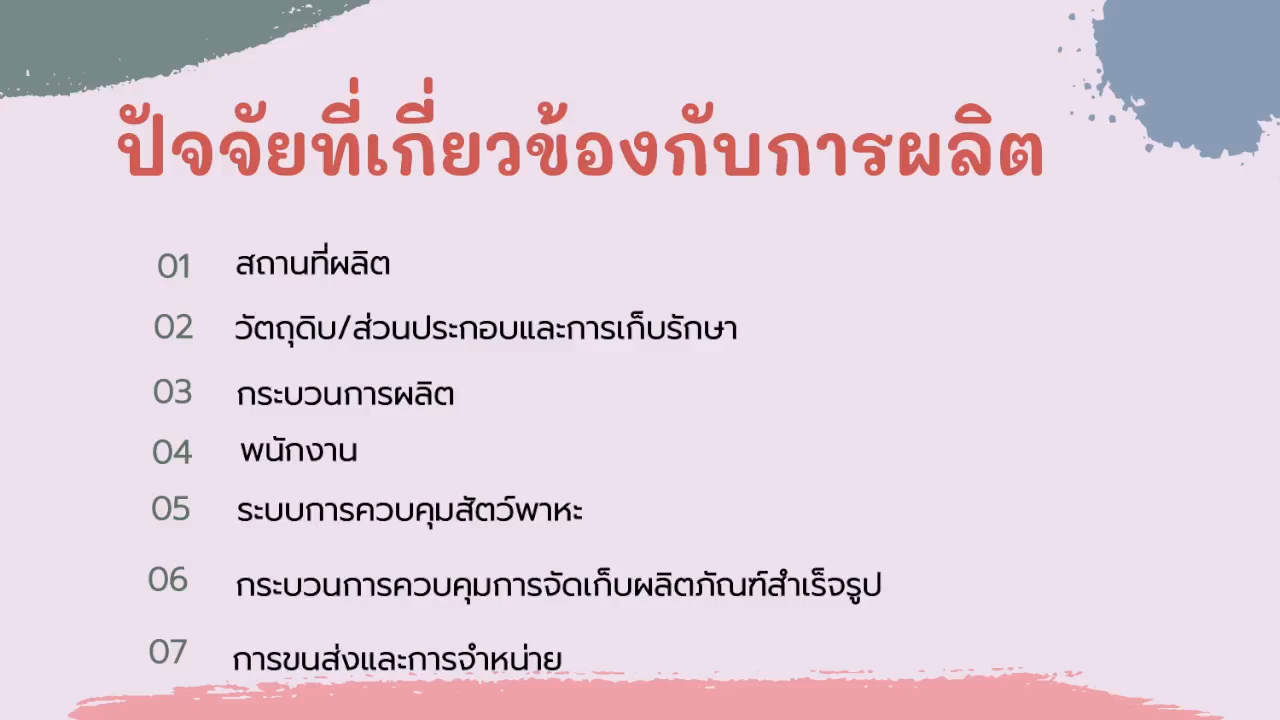 ปัจจัยที่เกี่ยวข้องกับการผลิต
01 สถานที่ผลิต
02 วัตถุดิบ/ส่วนประกอบและการเก็บรักษา
03 กระบวนการผลิต
04 พนักงาน
05 ระบบการควบคุมสัตว์พาหะ
06 กระบวนการควบคุมการจัดเก็บผลิตภัณฑ์สำเร็จรูป
07 การขนส่งและการจำหน่าย